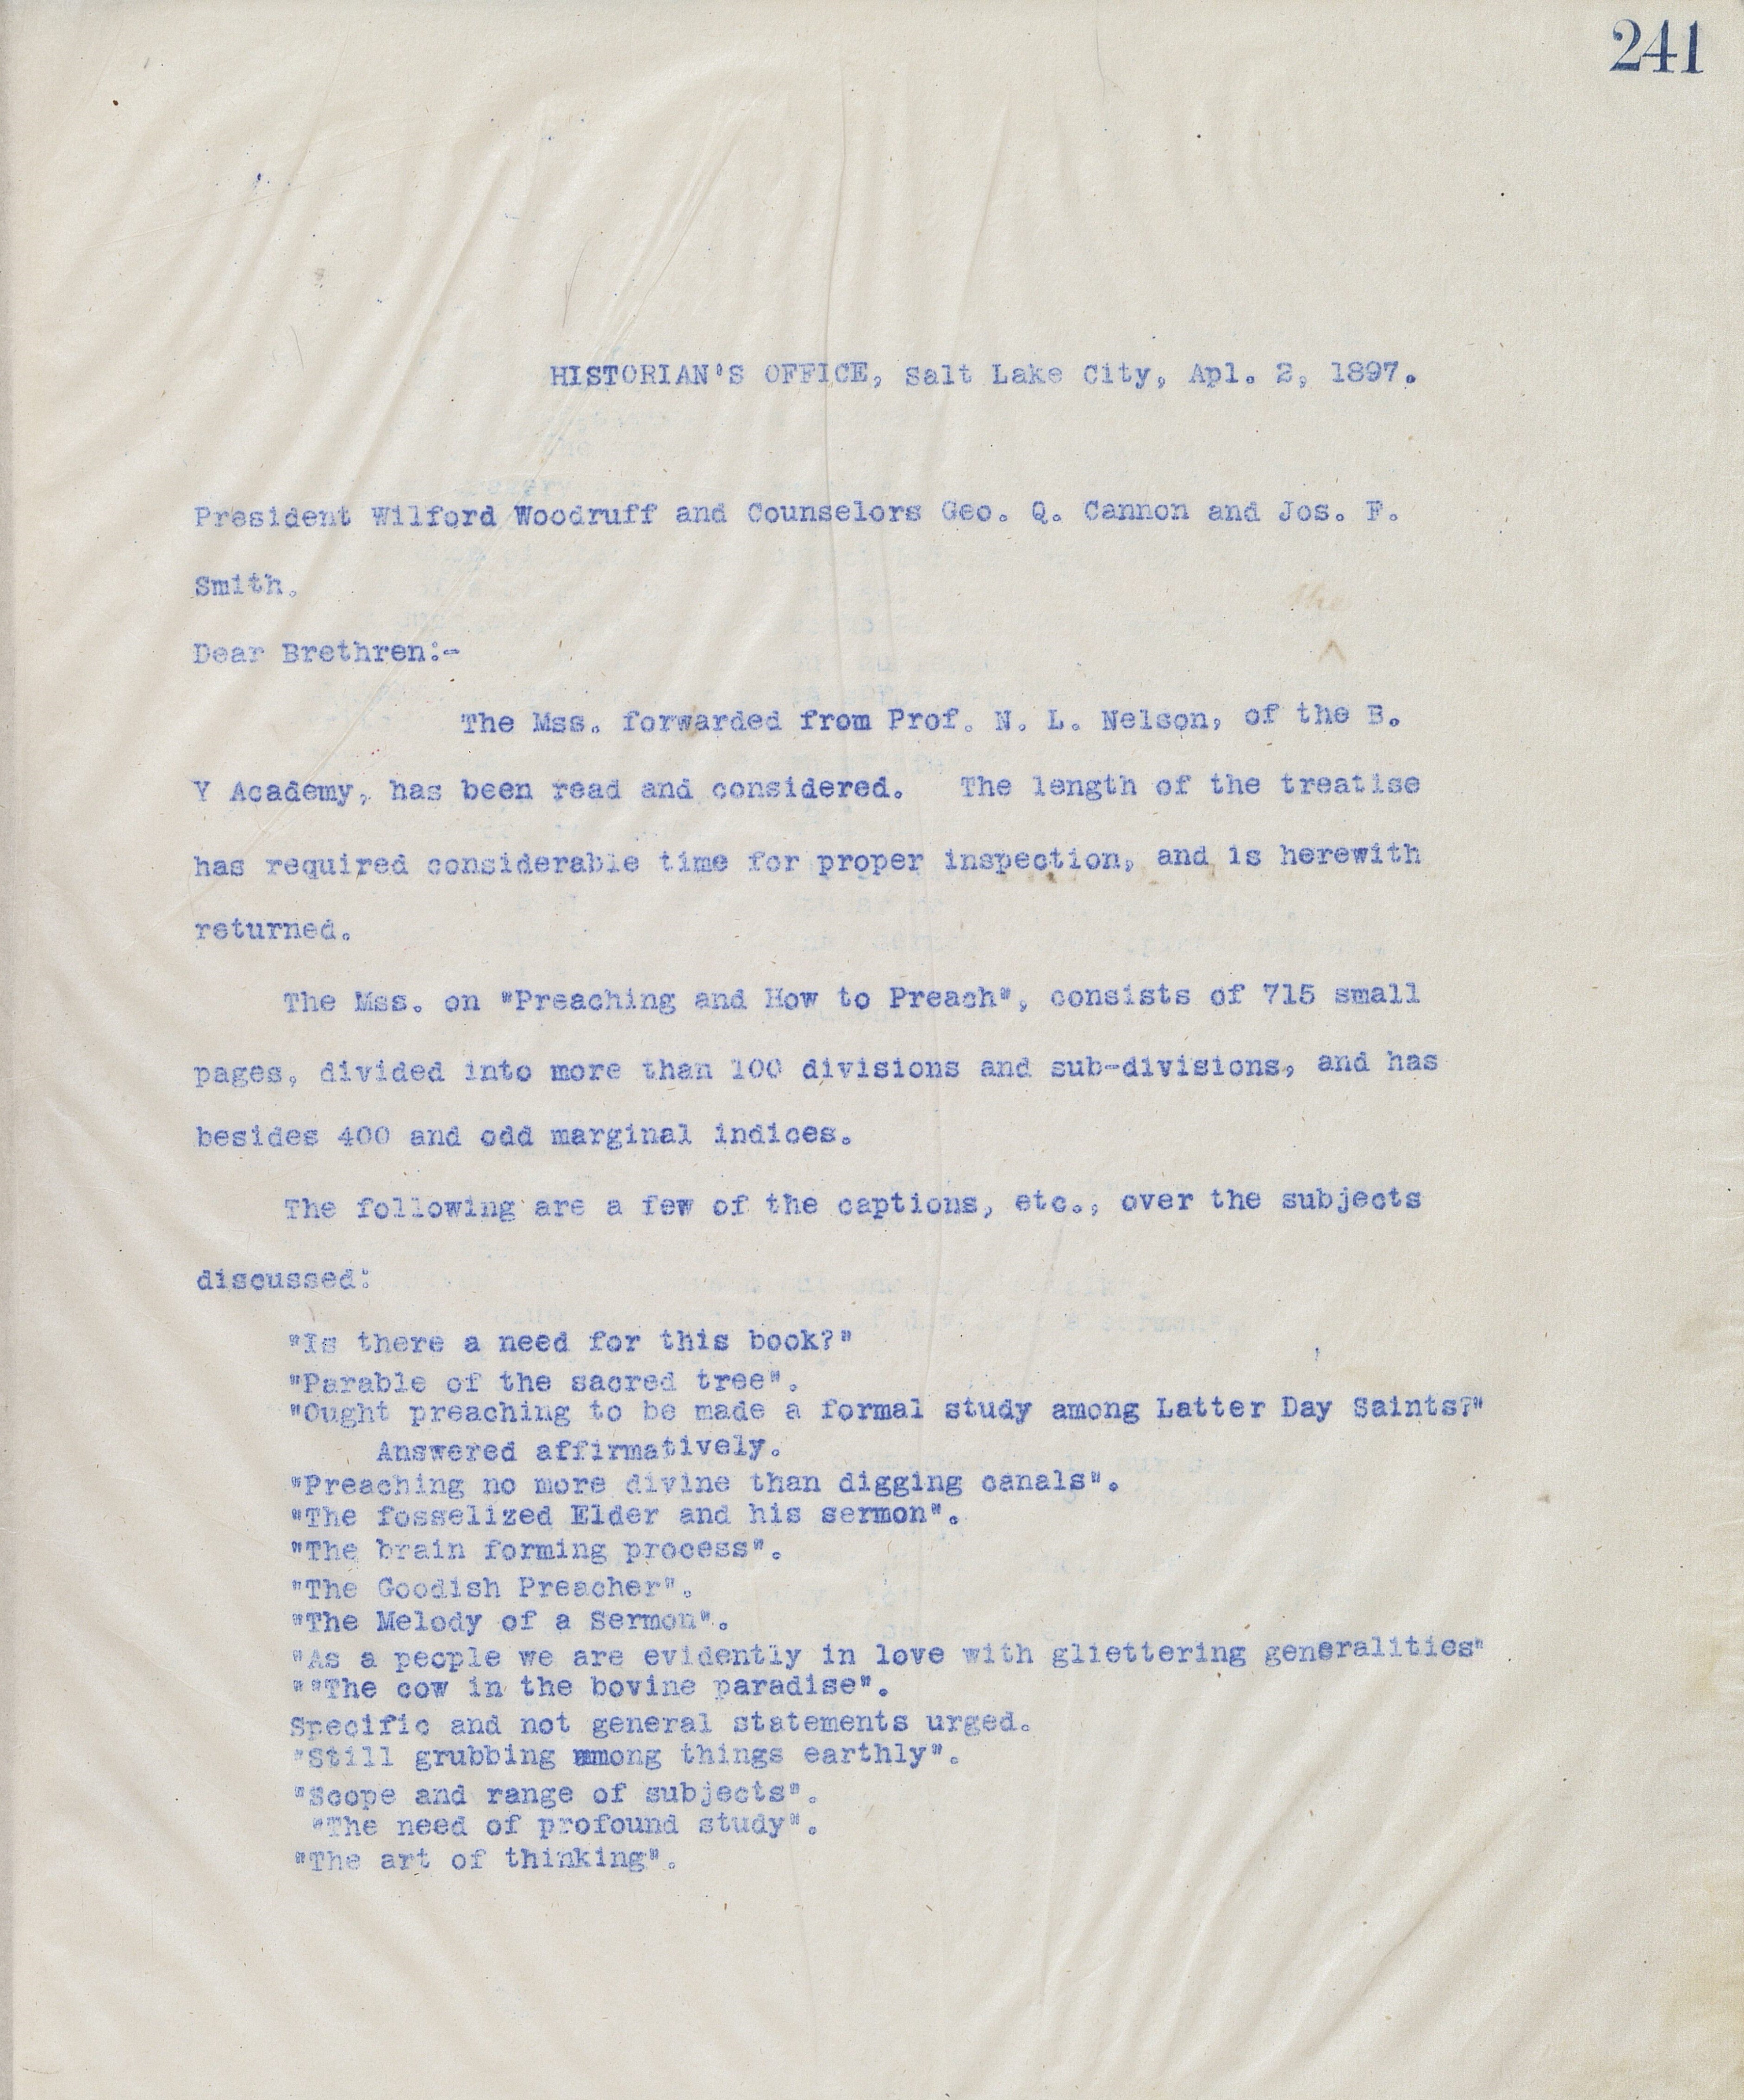 241
HISTORIAN'S OFFICE, Salt Lake City, Apl. 2, 1897.
President Wilford Woodruff and Counselors Geo. Q. Cannon and Jos. F.
Smith.
Dear Brethren:-
The Mss. forwarded from Prof. N. L. Nelson, of the B.
Y Academy, has been read and considered. The length of the treatise
has required considerable time for proper inspection, and is herewith
returned.
The Mss. on "Preaching and How to Preach", consists of 715 small
pages, divided into more than 100 divisions and sub-divisions, and has
besides 400 and odd marginal indices.
The following are a few of the captions, etc., over the subjects
discussed:
"Is there a need for this book?"
"Parable of the sacred tree".
"Ought preaching to be made a formal study among Latter Day Saints?"
Answered affirmatively.
"Preaching no more divine than digging canals".
"The fosselized Elder and his sermon".
"The brain forming process".
"The Goodish Preacher".
"The Melody of a Sermon".
"As a people we are evidently in love with gliettering generalities"
""The cow in the bovine paradise".
Specific and not general statements urged.
"Still grubbing among things earthly".
"Scope and range of subjects".
"The need of profound study".
"The art of thinking".